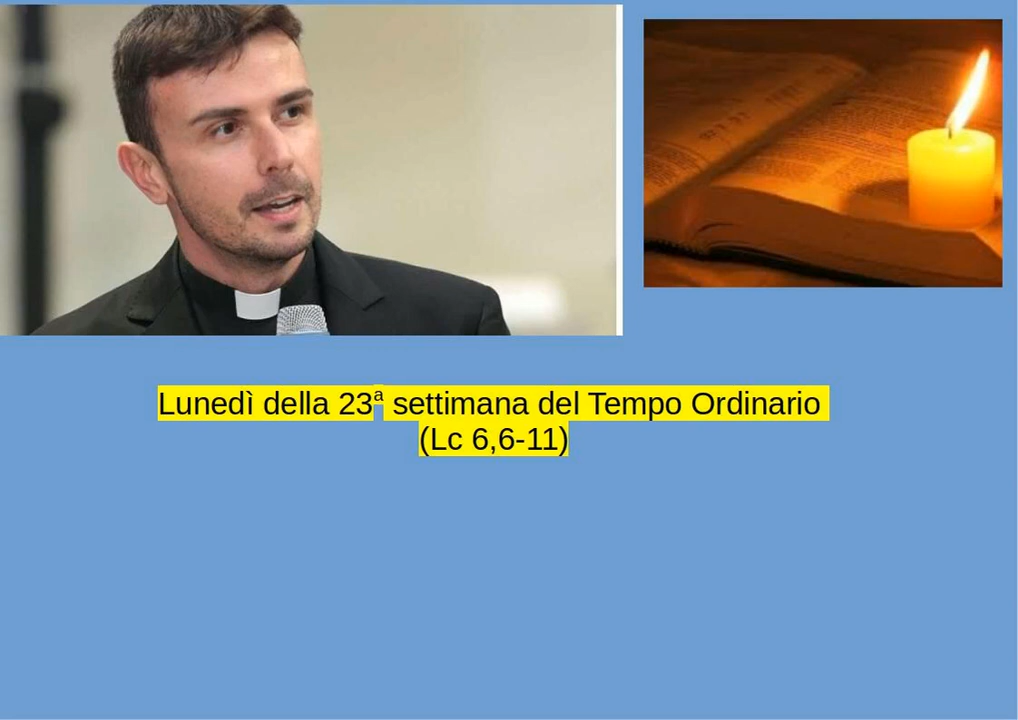 Lunedì della 23ª settimana del Tempo Ordinario
(Lc 6,6-11)